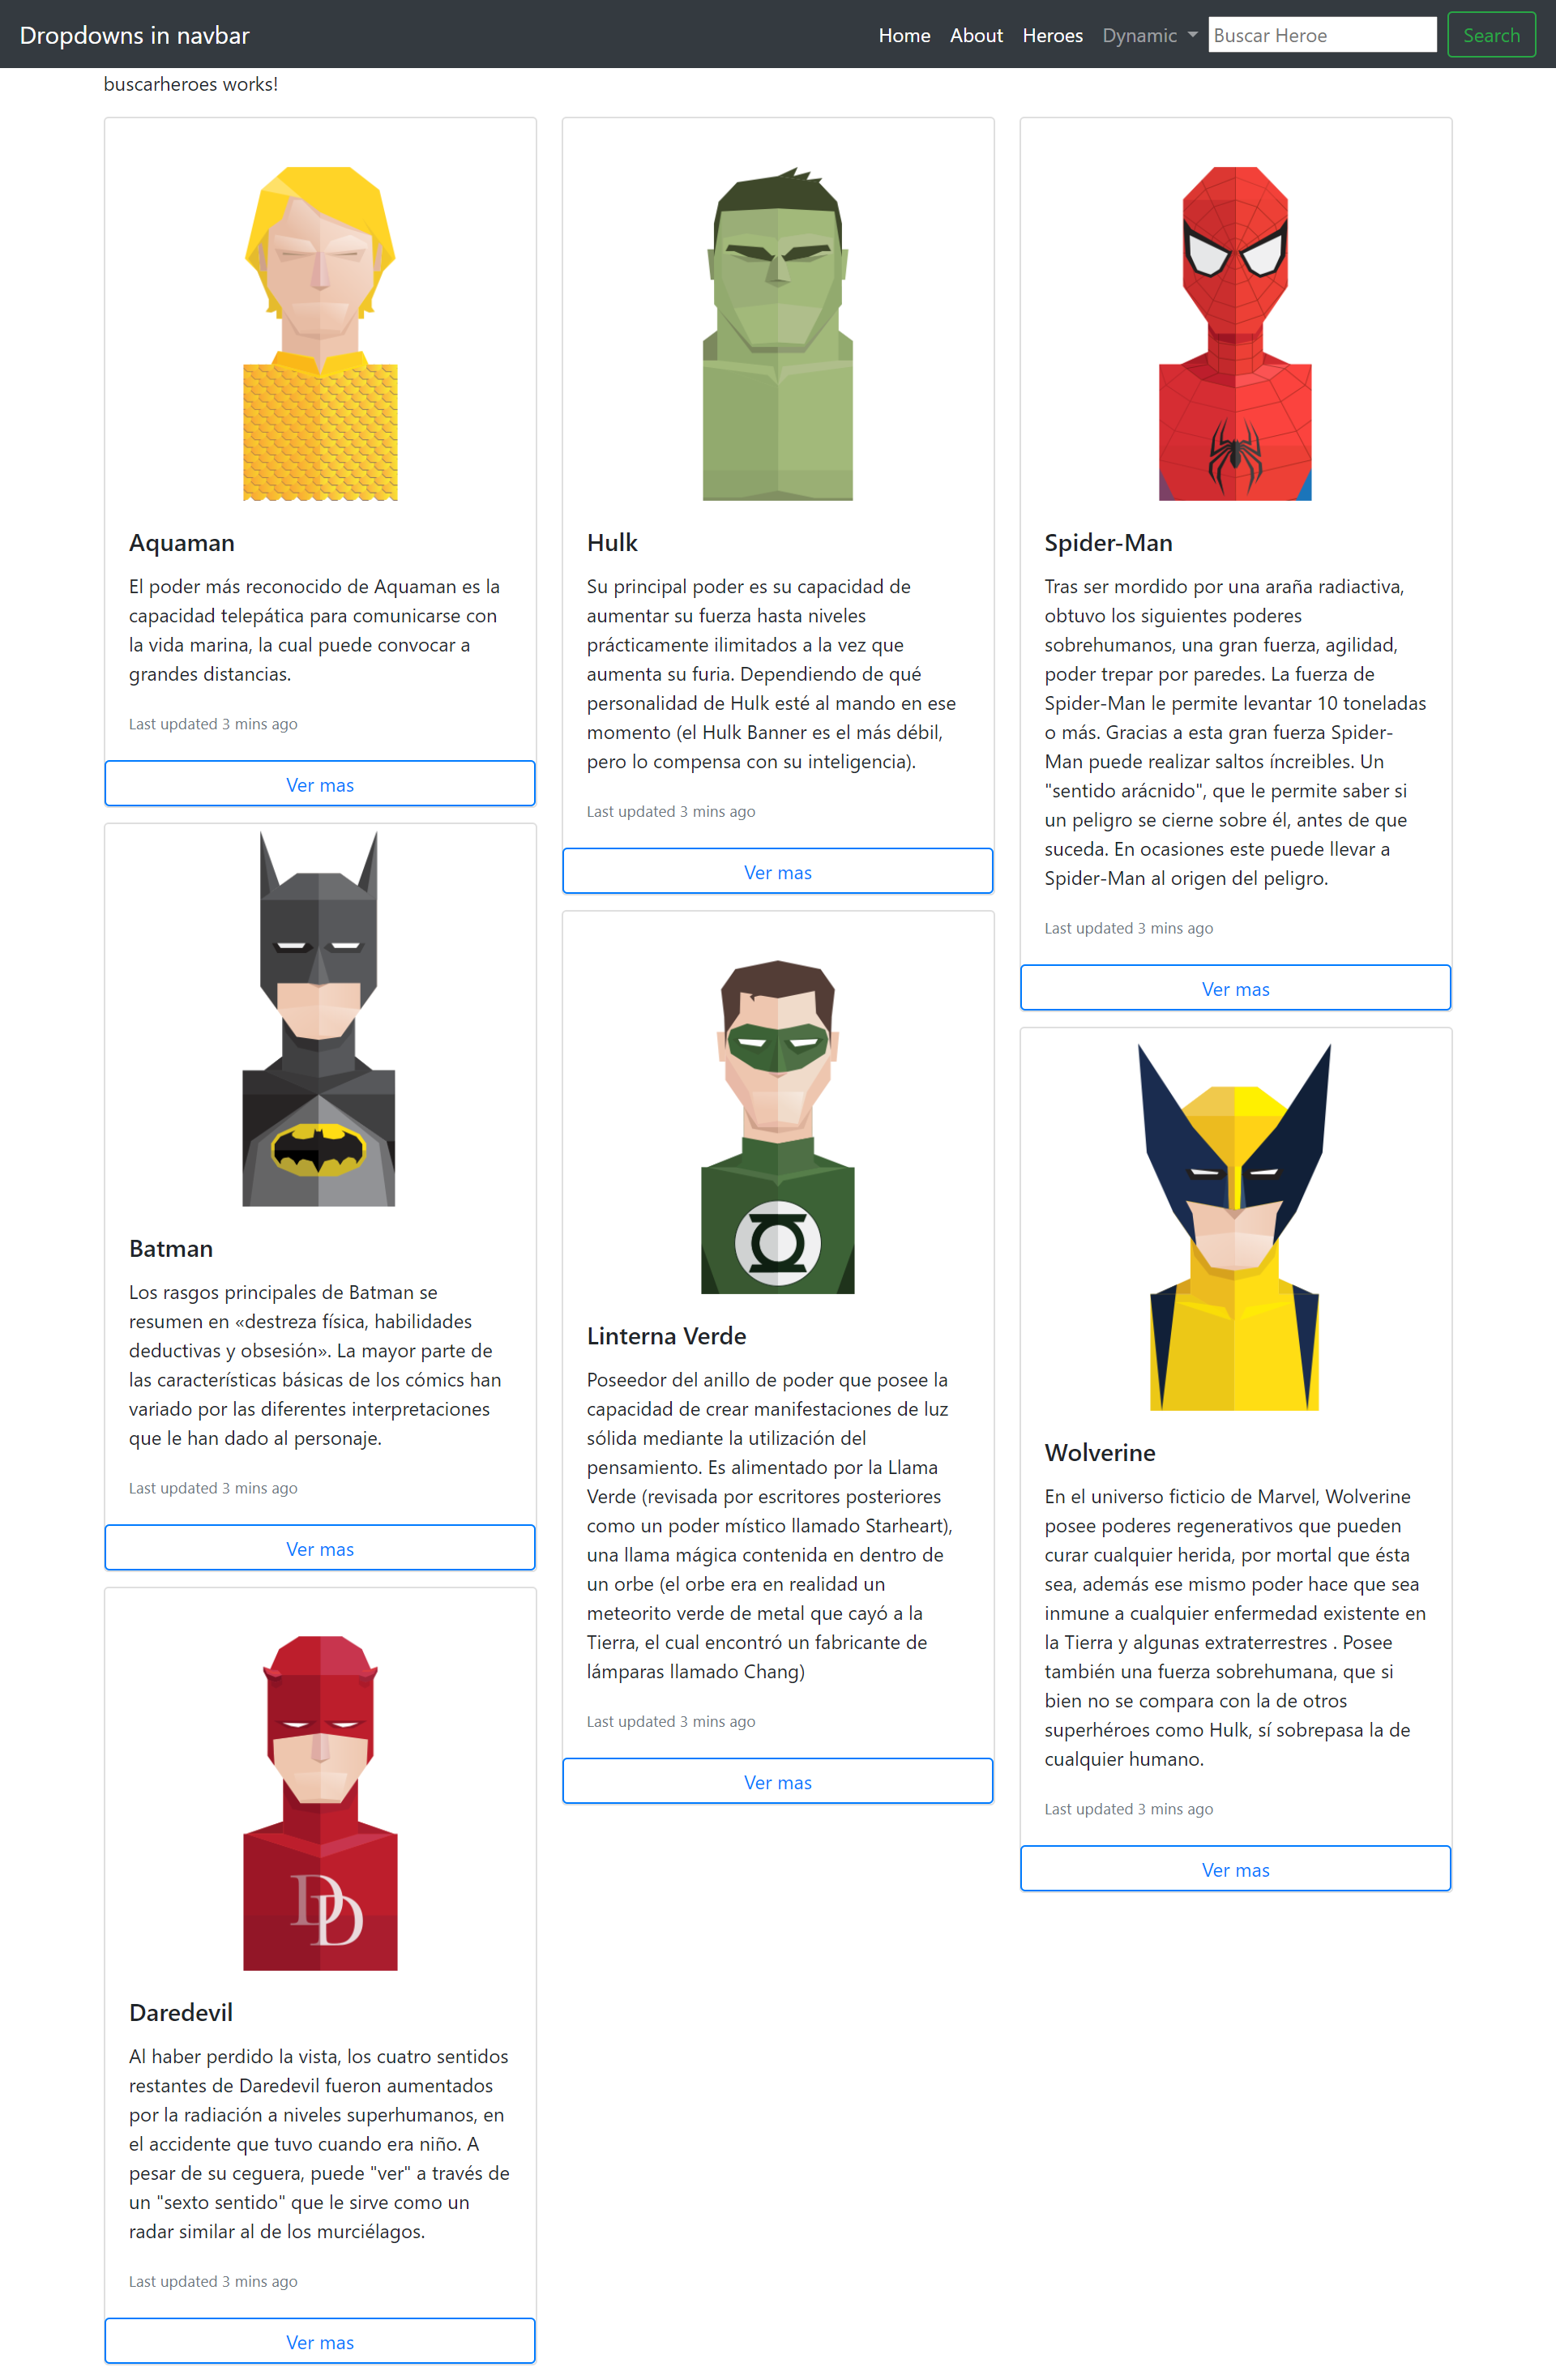 Dropdowns in navbar
Home About Heroes Dynamic Buscar Heroe Search
buscarheroes works!
Aquaman
El poder más reconocido de Aquaman es la
capacidad telepática para comunicarse con
la vida marina, la cual puede convocar a
grandes distancias.
Last updated 3 mins ago
Ver mas
Batman
Los rasgos principales de Batman se
resumen en «destreza física, habilidades
deductivas y obsesión». La mayor parte de
las características básicas de los cómics han
variado por las diferentes interpretaciones
que le han dado al personaje.
Last updated 3 mins ago
Ver mas
DD
Daredevil
Al haber perdido la vista, los cuatro sentidos
restantes de Daredevil fueron aumentados
por la radiación a niveles superhumanos, en
el accidente que tuvo cuando era niño. A
pesar de su ceguera, puede "ver" a través de
un "sexto sentido" que le sirve como un
radar similar al de los murciélagos.
Last updated 3 mins ago
Ver mas
Hulk
Su principal poder es su capacidad de
aumentar su fuerza hasta niveles
prácticamente ilimitados a la vez que
aumenta su furia. Dependiendo de qué
personalidad de Hulk esté al mando en ese
momento (el Hulk Banner es el más débil,
pero lo compensa con su inteligencia).
Last updated 3 mins ago
Ver mas
Linterna Verde
Poseedor del anillo de poder que posee la
capacidad de crear manifestaciones de luz
sólida mediante la utilización del
pensamiento. Es alimentado por la Llama
Verde (revisada por escritores posteriores
como un poder místico llamado Starheart),
una llama mágica contenida en dentro de
un orbe (el orbe era en realidad un
meteorito verde de metal que cayó a la
Tierra, el cual encontró un fabricante de
lámparas llamado Chang)
Last updated 3 mins ago
Ver mas
Spider-Man
Tras ser mordido por una araña radiactiva,
obtuvo los siguientes poderes
sobrehumanos, una gran fuerza, agilidad,
poder trepar por paredes. La fuerza de
Spider-Man le permite levantar 10 toneladas
o más. Gracias a esta gran fuerza Spider-
Man puede realizar saltos íncreibles. Un
"sentido arácnido", que le permite saber si
un peligro se cierne sobre él, antes de que
suceda. En ocasiones este puede llevar a
Spider-Man al origen del peligro.
Last updated 3 mins ago
Ver mas
Wolverine
En el universo ficticio de Marvel, Wolverine
posee poderes regenerativos que pueden
curar cualquier herida, por mortal que ésta
sea, además ese mismo poder hace que sea
inmune a cualquier enfermedad existente en
la Tierra y algunas extraterrestres . Posee
también una fuerza sobrehumana, que si
bien no se compara con la de otros
superhéroes como Hulk, sí sobrepasa la de
cualquier humano.
Last updated 3 mins ago
Ver mas